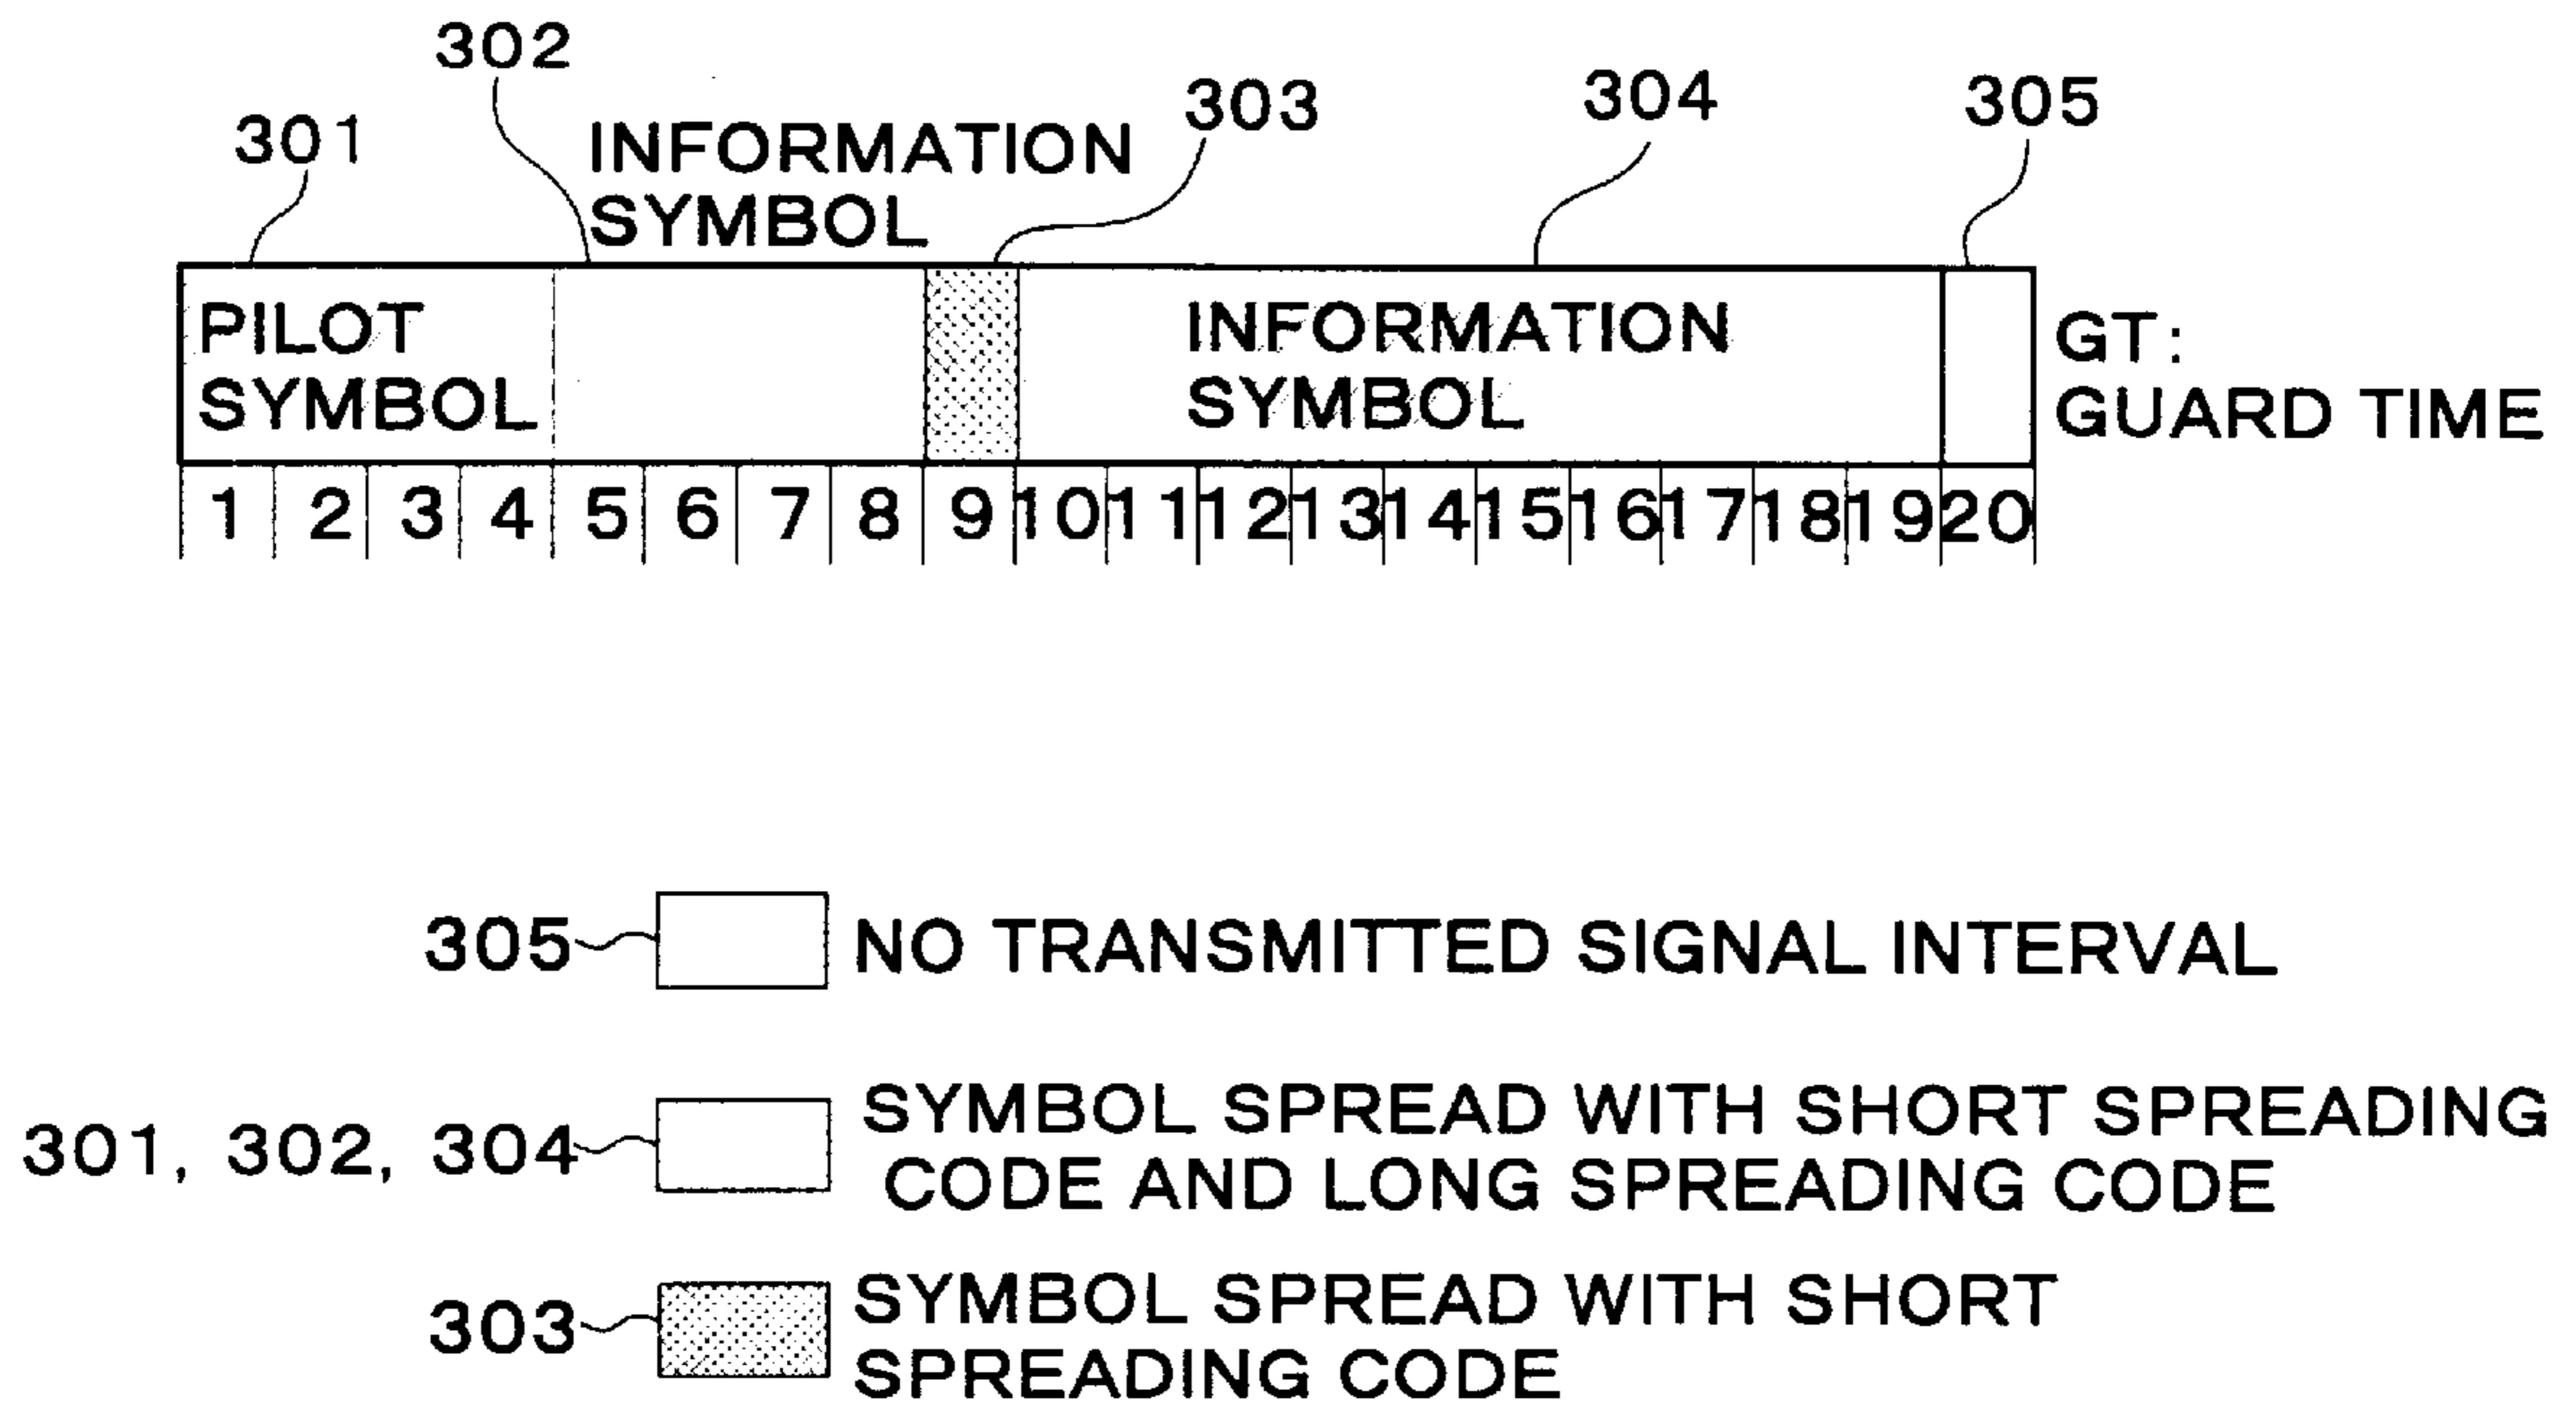 302
303
304
305
301
INFORMATION
SYMBOL
PILOT
SYMBOL
INFORMATION
SYMBOL
GT:
GUARD TIME
1 2 3 4 5 6 7 8 9 10 11 12 13 14 15 16 17 18 19 20
305 NO TRANSMITTED SIGNAL INTERVAL
301, 302, 304 SYMBOL SPREAD WITH SHORT SPREADING
CODE AND LONG SPREADING CODE
303 SYMBOL SPREAD WITH SHORT
SPREADING CODE